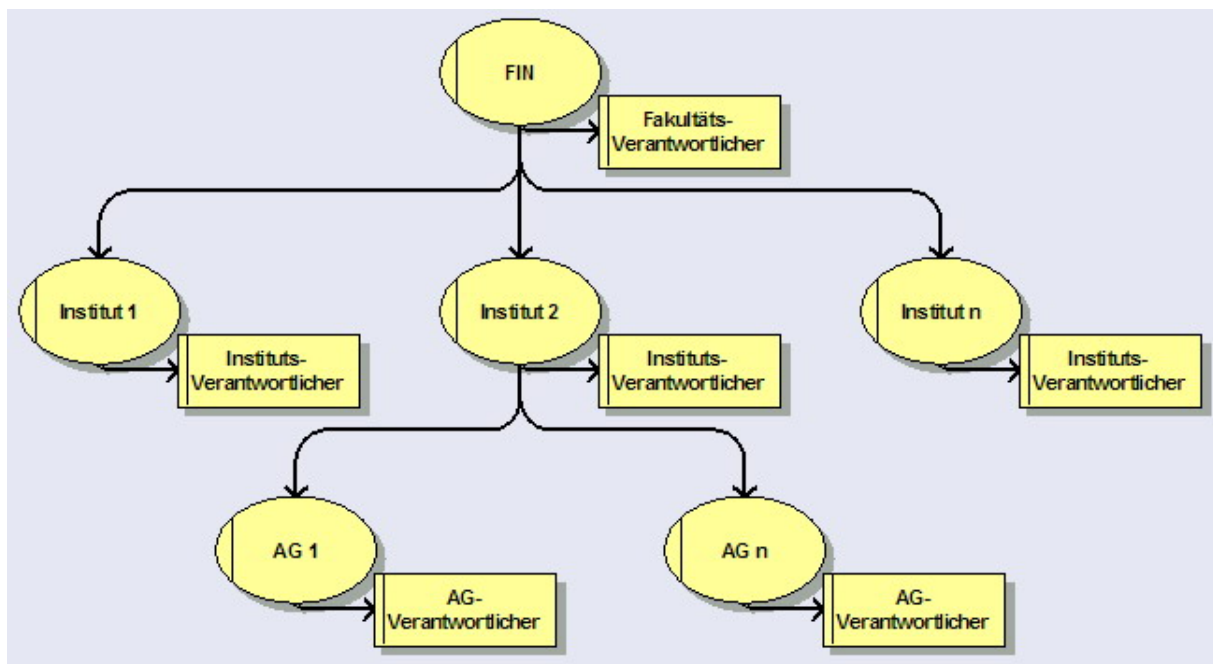 FIN
Fakultäts-
Verantwortlicher
Institut 1
Instituts-
Verantwortlicher
Institut 2
Instituts-
Verantwortlicher
Institut n
Instituts-
Verantwortlicher
AG 1
AG-
Verantwortlicher
AG n
AG-
Verantwortlicher